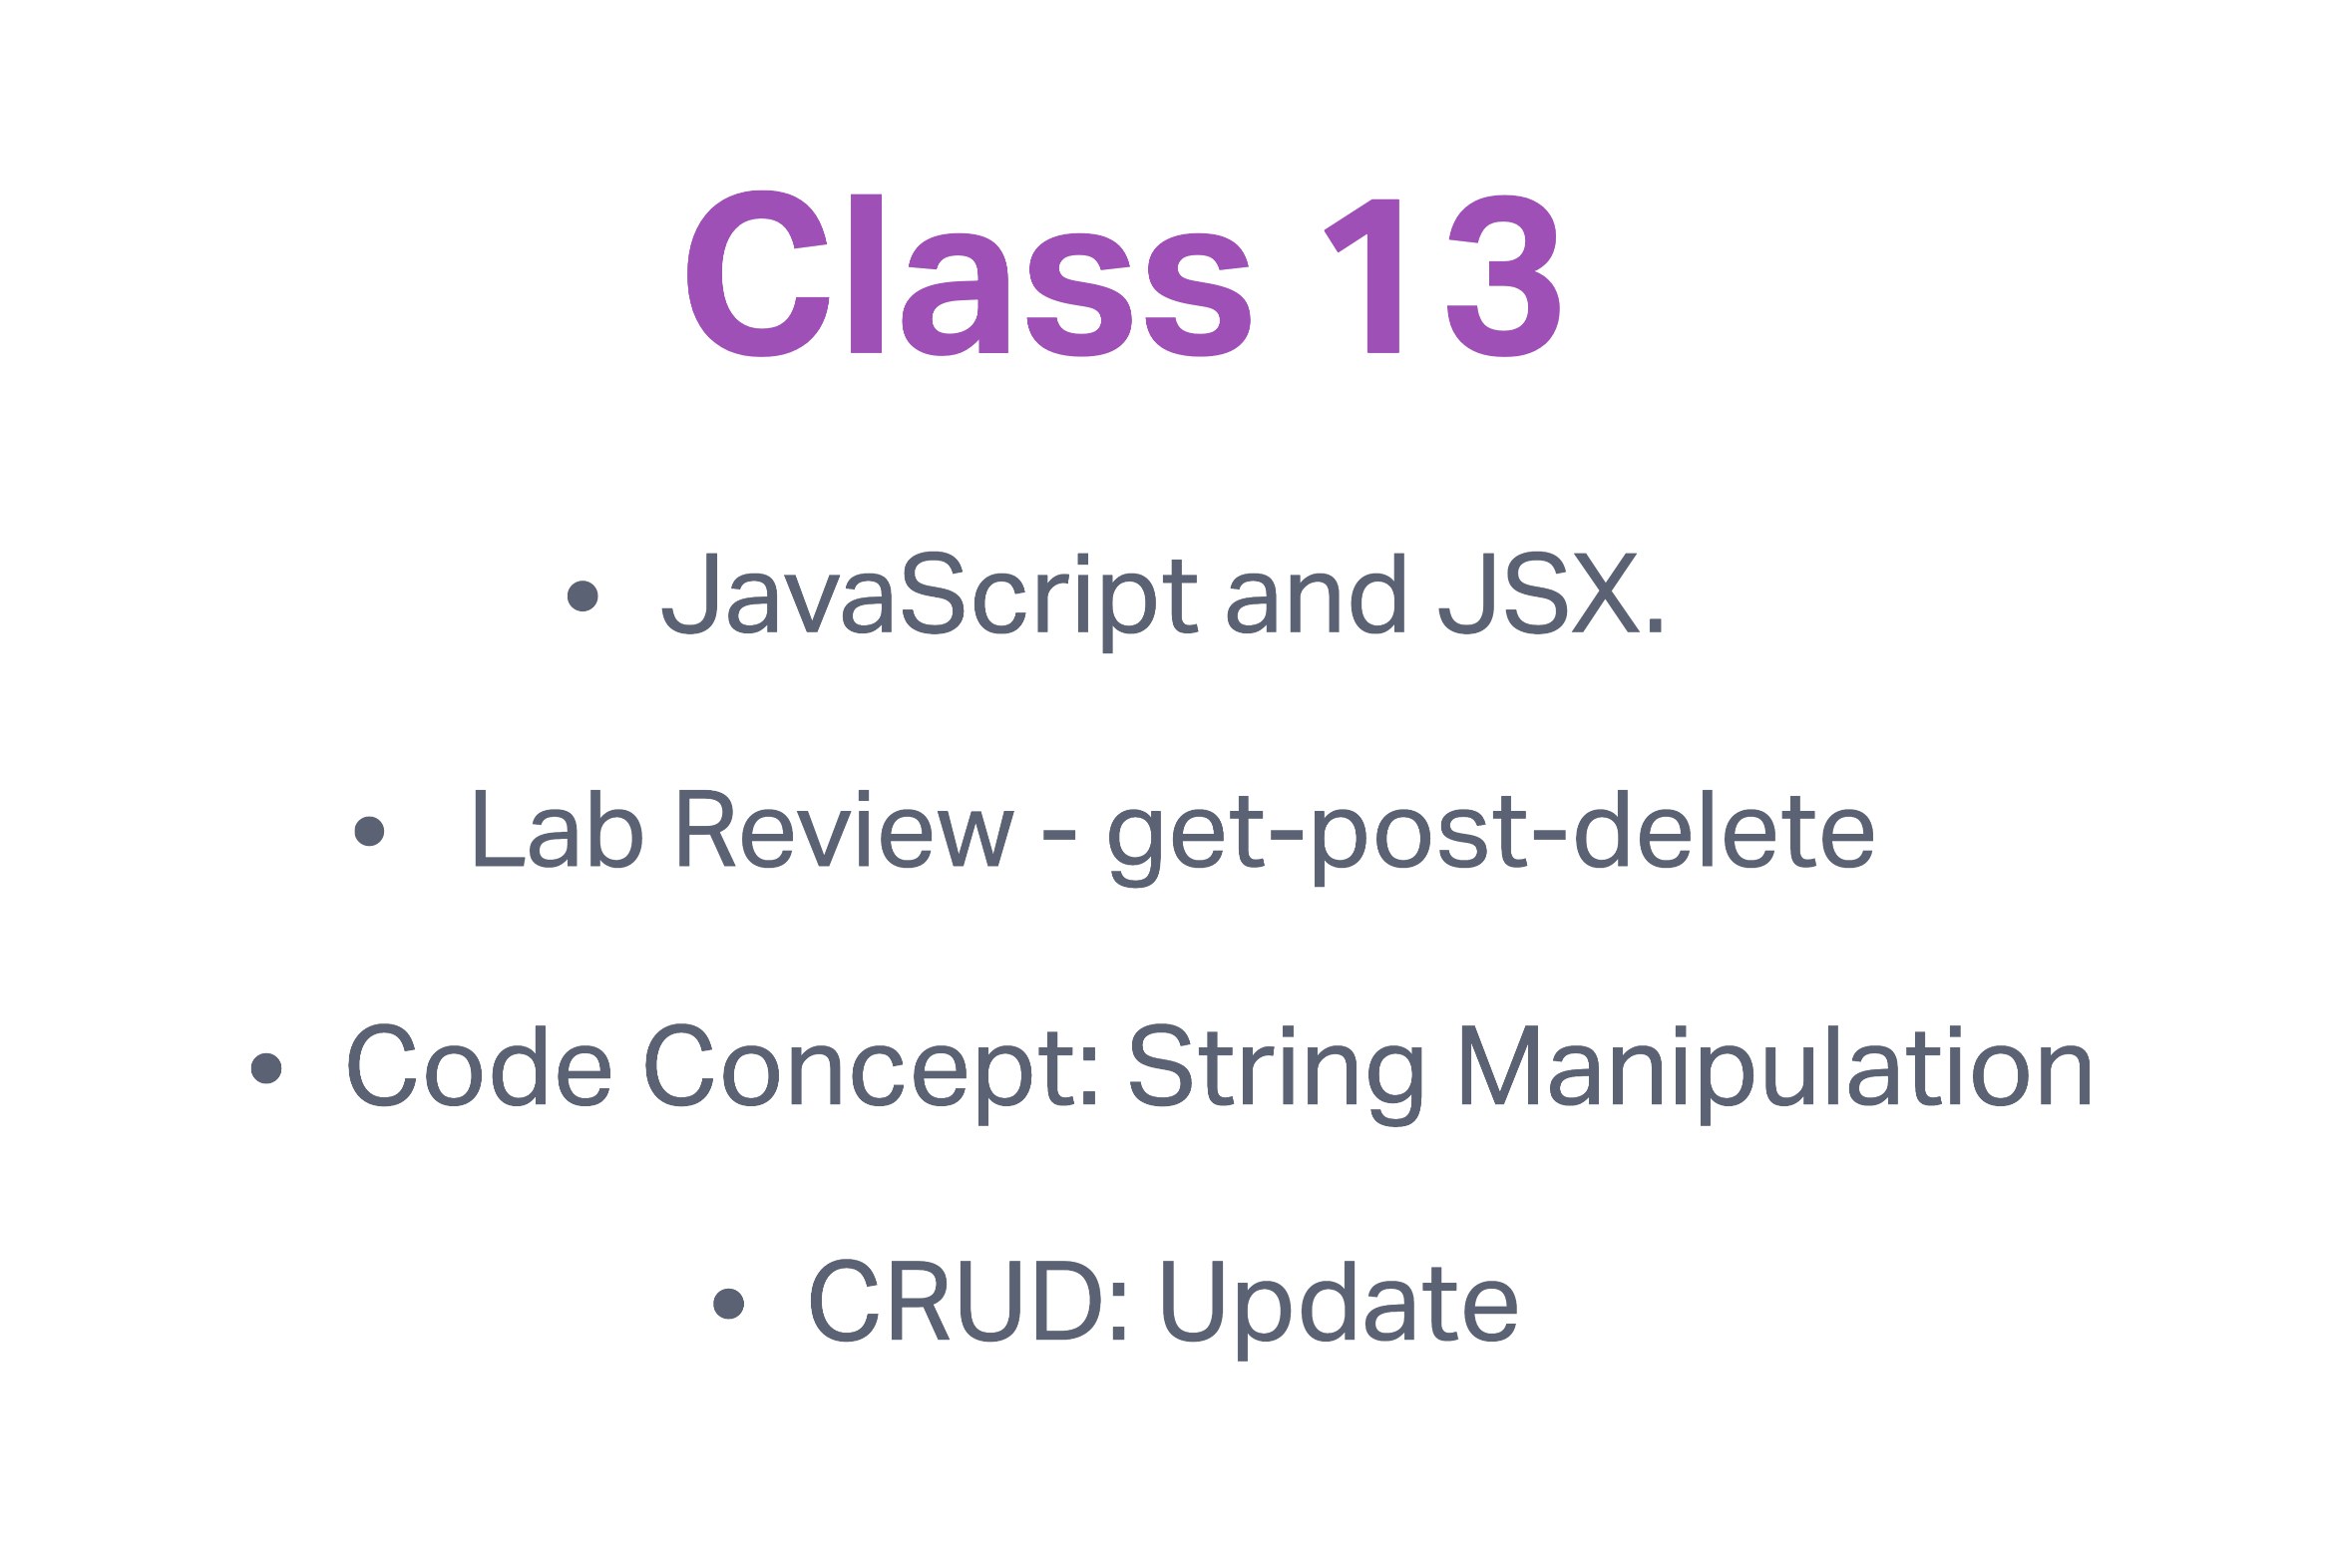 Class 13
• JavaScript and JSX.
• Lab Review - get-post-delete
• Code Concept: String Manipulation
• CRUD: Update